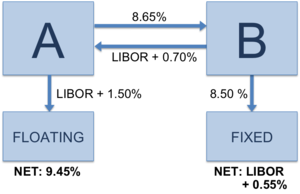 8.65%
A
B
LIBOR + 0.70%
LIBOR + 1.50%
8.50 %
FLOATING
FIXED
NET: 9.45%
NET: LIBOR
+ 0.55%